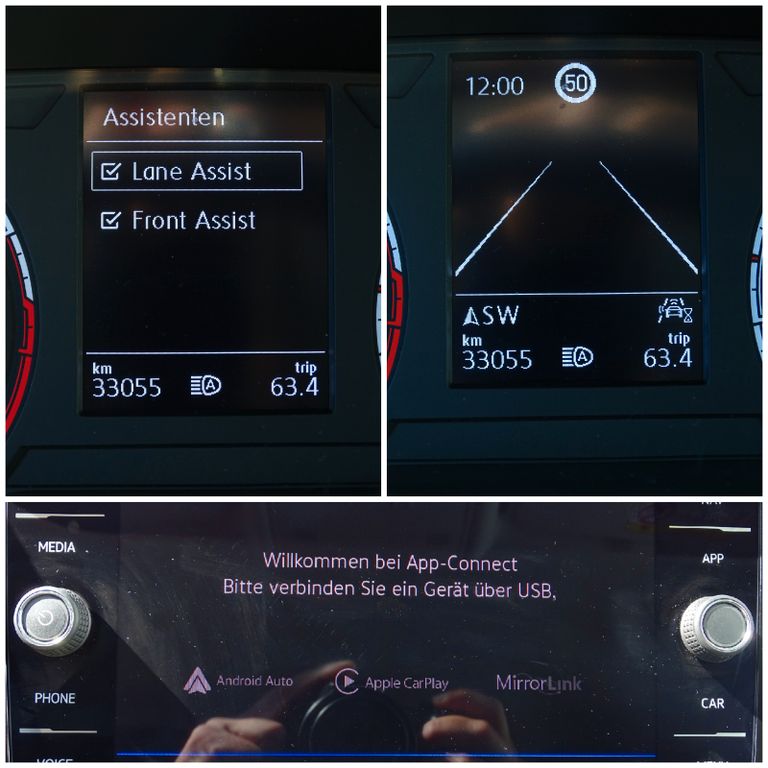 Assistenten
Lane Assist
Front Assist
km
trip
33055
63.4
12:00
50
SW
km
trip
33055
63.4
MEDIA
PHONE
Willkommen bei App-Connect
Bitte verbinden Sie ein Gerät über USB.
Android Auto
Apple CarPlay
MirrorLink
APP
CAR